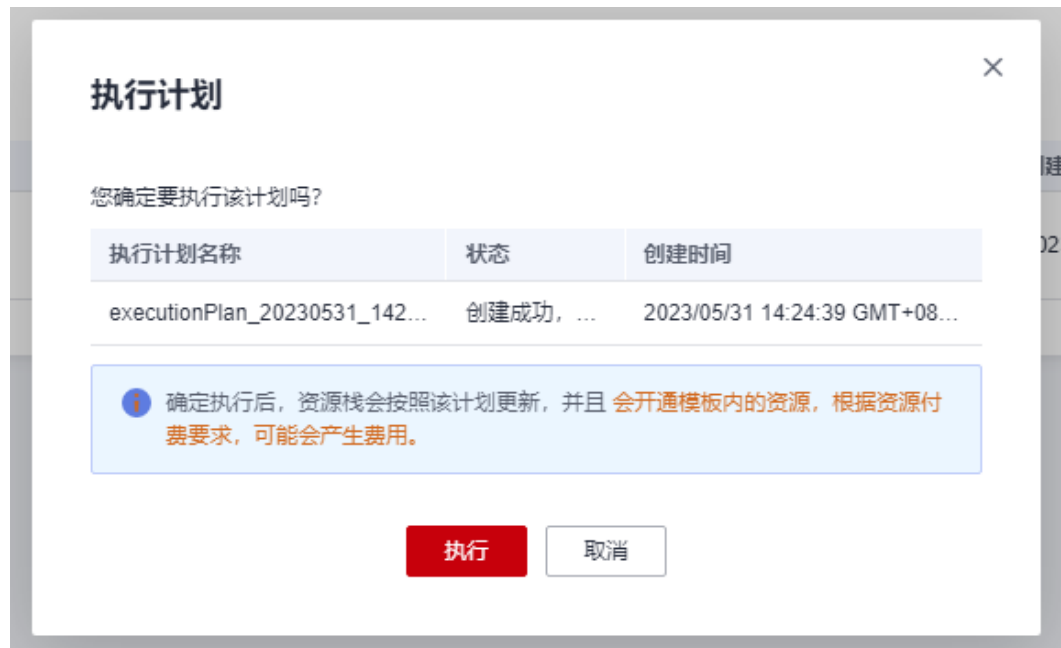 执行计划
您确定要执行该计划吗?
执行计划名称 状态 创建时间
executionPlan_20230531_142... 创建成功, ... 2023/05/31 14:24:39 GMT+08...
确定执行后,资源栈会按照该计划更新,并且 会开通模板内的资源,根据资源付
费要求,可能会产生费用。
执行 取消
建
02